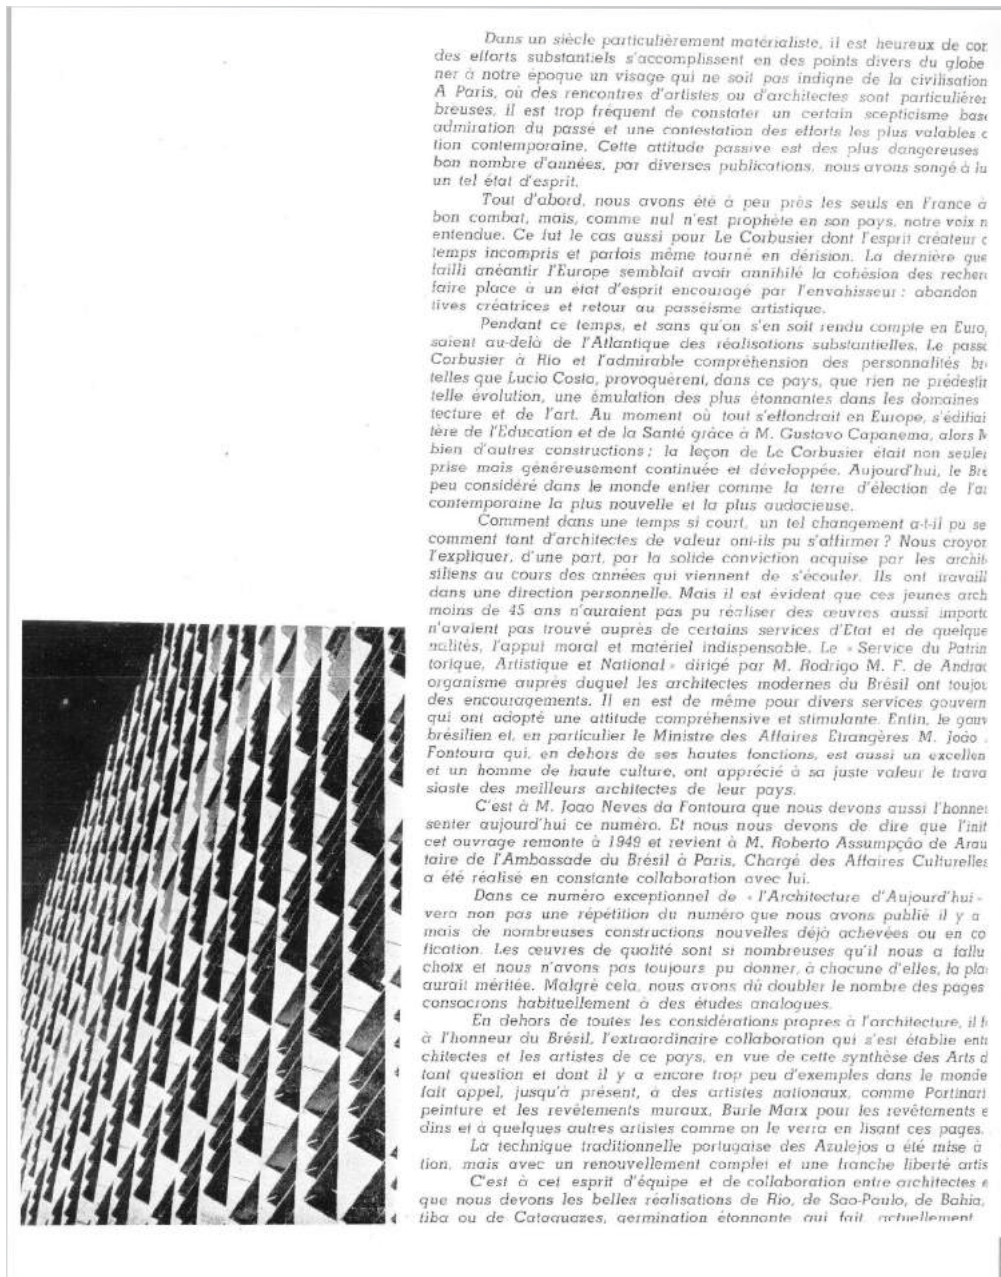 Dans un siècle particulièrement matérialiste, il est heureux de con
des efforts substantiels s'accomplissent en des points divers du globe
ner à notre époque un visage qui ne soit pas indigne de la civilisation
A Paris, où des rencontres d'artistes ou d'architectes sont particulièrem
breuses, il est trop fréquent de constater un certain scepticisme basé
admiration du passé et une contestation des efforts les plus valables c
tion contemporaine. Cette attitude passive est des plus dangereuses
bon nombre d'années, par diverses publications, nous avons songé à lu
un tel état d'esprit.
Tout d'abord, nous avons été à peu près les seuls en France à
bon combat, mais, comme nul n'est prophète en son pays, notre voix n
entendue. Ce fut le cas aussi pour Le Corbusier dont l'esprit créateur c
temps incompris et parfois même tourné en dérision. La dernière gue
failli anéantir l'Europe semblait avoir annihilé la cohésion des recherc
faire place à un état d'esprit encouragé par l'envahisseur : abandon
tives créatrices et retour au passéisme artistique.
Pendant ce temps, et sans qu'on s'en soit rendu compte en Euro
saient au-delà de l'Atlantique des réalisations substantielles. Le passa
Corbusier à Rio et l'admirable compréhension des personnalités bré
telles que Lucio Costa, provoquèrent, dans ce pays, que rien ne prédestin
telle évolution, une émulation des plus étonnantes dans les domaines
tecture et de l'art. Au moment où tout s'effondrait en Europe, s'édifiai
tère de l'Education et de la Santé grâce à M. Gustavo Capanema, alors M
bien d'autres constructions ; la leçon de Le Corbusier était non seulem
prise mais généreusement continuée et développée. Aujourd'hui, le Bré
peu considéré dans le monde entier comme la terre d'élection de l'ar
contemporaine la plus nouvelle et la plus audacieuse.
Comment dans une temps si court, un tel changement a-t-il pu se
comment tant d'architectes de valeur ont-ils pu s'affirmer ? Nous croyon
l'expliquer, d'une part, par la solide conviction acquise par les archit
siliens au cours des années qui viennent de s'écouler. Ils ont travaill
dans une direction personnelle. Mais il est évident que ces jeunes arch
moins de 45 ans n'auraient pas pu réaliser des œuvres aussi importa
n'avaient pas trouvé auprès de certains services d'Etat et de quelque
nalités, l'appui moral et matériel indispensable. Le « Service du Patrim
torique, Artistique et National » dirigé par M. Rodrigo M. F. de Andrad
organisme auprès duquel les architectes modernes du Brésil ont toujou
des encouragements. Il en est de même pour divers services gouvern
qui ont adopté une attitude compréhensive et stimulante. Enfin, le gouv
brésilien et, en particulier le Ministre des Affaires Etrangères M. João
Fontoura qui, en dehors de ses hautes fonctions, est aussi un excellen
et un homme de haute culture, ont apprécié à sa juste valeur le trava
siaste des meilleurs architectes de leur pays.
C'est à M. Joao Neves da Fontoura que nous devons aussi l'honneu
senter aujourd'hui ce numéro. Et nous nous devons de dire que l'init
cet ouvrage remonte à 1949 et revient à M. Roberto Assumpção de Arau
taire de l'Ambassade du Brésil à Paris, Chargé des Affaires Culturelles
a été réalisé en constante collaboration avec lui.
Dans ce numéro exceptionnel de « l'Architecture d'Aujourd'hui »
vera non pas une répétition du numéro que nous avons publié il y a
mais de nombreuses constructions nouvelles déjà achevées ou en co
fication. Les œuvres de qualité sont si nombreuses qu'il nous a fallu
choix et nous n'avons pas toujours pu donner, à chacune d'elles, la plac
aurait méritée. Malgré cela, nous avons dû doubler le nombre des pages
consacrons habituellement à des études analogues.
En dehors de toutes les considérations propres à l'architecture, il f
à l'honneur du Brésil, l'extraordinaire collaboration qui s'est établie entr
chitectes et les artistes de ce pays, en vue de cette synthèse des Arts d
tant question et dont il y a encore trop peu d'exemples dans le monde
fait appel, jusqu'à présent, à des artistes nationaux, comme Portinari
peinture et les revêtements muraux, Burle Marx pour les revêtements e
dins et à quelques autres artistes comme on le verra en lisant ces pages.
La technique traditionnelle portugaise des Azulejos a été mise à
tion, mais avec un renouvellement complet et une franche liberté artis
C'est à cet esprit d'équipe et de collaboration entre architectes e
que nous devons les belles réalisations de Rio, de Sao-Paulo, de Bahia,
tiba ou de Cataguazes, germination étonnante qui fait actuellement